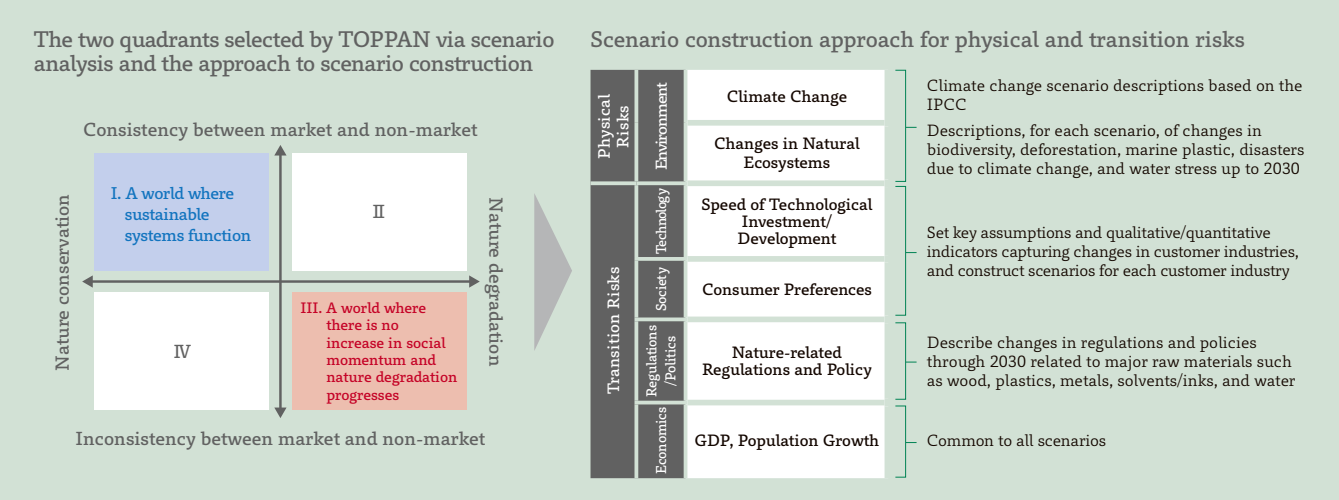 The two quadrants selected by TOPPAN via scenario
analysis and the approach to scenario construction
Consistency between market and non-market
Nature conservation
I. A world where
sustainable
systems function
II
Nature degradation
IV
III. A world where
there is no
increase in social
momentum and
nature degradation
progresses
Inconsistency between market and non-market
Scenario construction approach for physical and transition risks
Physical
Risks
Environment
Climate Change
Changes in Natural
Ecosystems
Climate change scenario descriptions based on the
IPCC
Descriptions, for each scenario, of changes in
biodiversity, deforestation, marine plastic, disasters
due to climate change, and water stress up to 2030
Transition Risks
Technology
Speed of Technological
Investment/
Development
Society
Consumer Preferences
Set key assumptions and qualitative/quantitative
indicators capturing changes in customer industries,
and construct scenarios for each customer industry
Regulations
/Politics
Nature-related
Regulations and Policy
Describe changes in regulations and policies
through 2030 related to major raw materials such
as wood, plastics, metals, solvents/inks, and water
Economics
GDP, Population Growth
Common to all scenarios